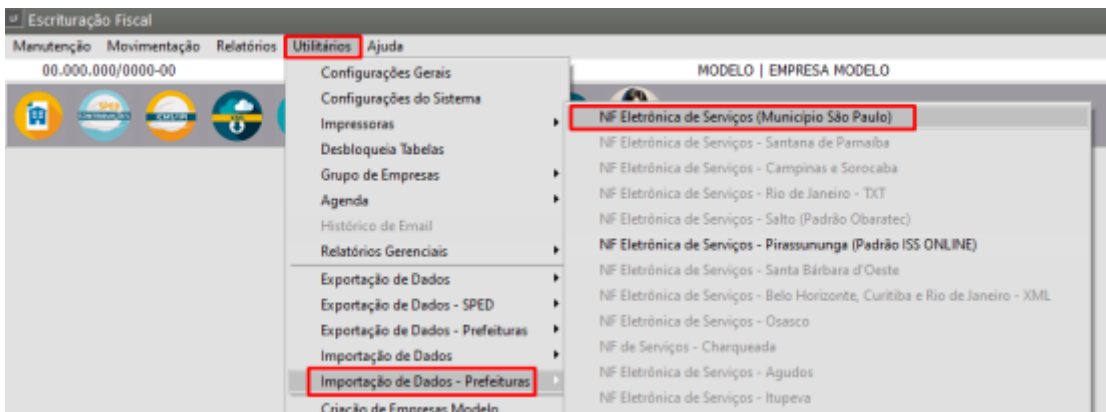 Escrituração Fiscal
Manutenção Movimentação Relatórios Utilitários Ajuda
00.000.000/0000-00
MODELO | EMPRESA MODELO
Configurações Gerais
Configurações do Sistema
Impressoras
Desbloqueia Tabelas
Grupo de Empresas
Agenda
Histórico de Email
Relatórios Gerenciais
Exportação de Dados
Exportação de Dados - SPED
Exportação de Dados - Prefeituras
Importação de Dados
Importação de Dados - Prefeituras
Criação de Empresas Modelo
NF Eletrônica de Serviços (Município São Paulo)
NF Eletrônica de Serviços - Santana de Parnaíba
NF Eletrônica de Serviços - Campinas e Sorocaba
NF Eletrônica de Serviços - Rio de Janeiro - TXT
NF Eletrônica de Serviços - Salto (Padrão Obaratec)
NF Eletrônica de Serviços - Pirassununga (Padrão ISS ONLINE)
NF Eletrônica de Serviços - Santa Bárbara d'Oeste
NF Eletrônica de Serviços - Belo Horizonte, Curitiba e Rio de Janeiro - XML
NF Eletrônica de Serviços - Osasco
NF de Serviços - Charqueada
NF Eletrônica de Serviços - Agudos
NF Eletrônica de Serviços - Itupeva